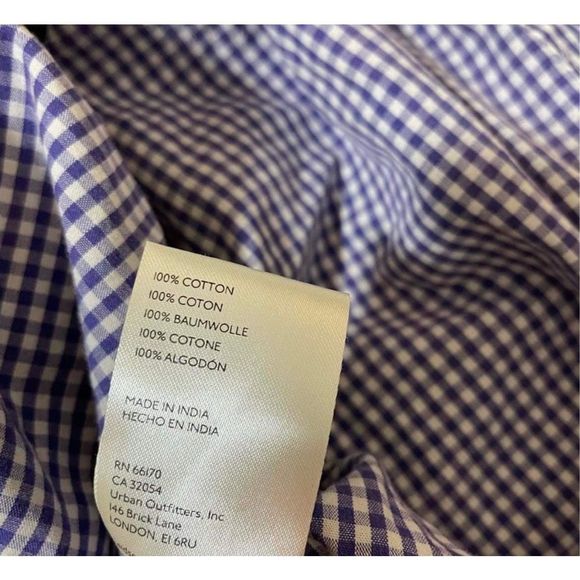 100% COTTON
100% COTON
100% BAUMWOLLE
100% COTONE
100% ALGODÓN
MADE IN INDIA
HECHO EN INDIA
RN 66170
CA 32054
Urban Outfitters, Inc
146 Brick Lane
LONDON, E1 6RU